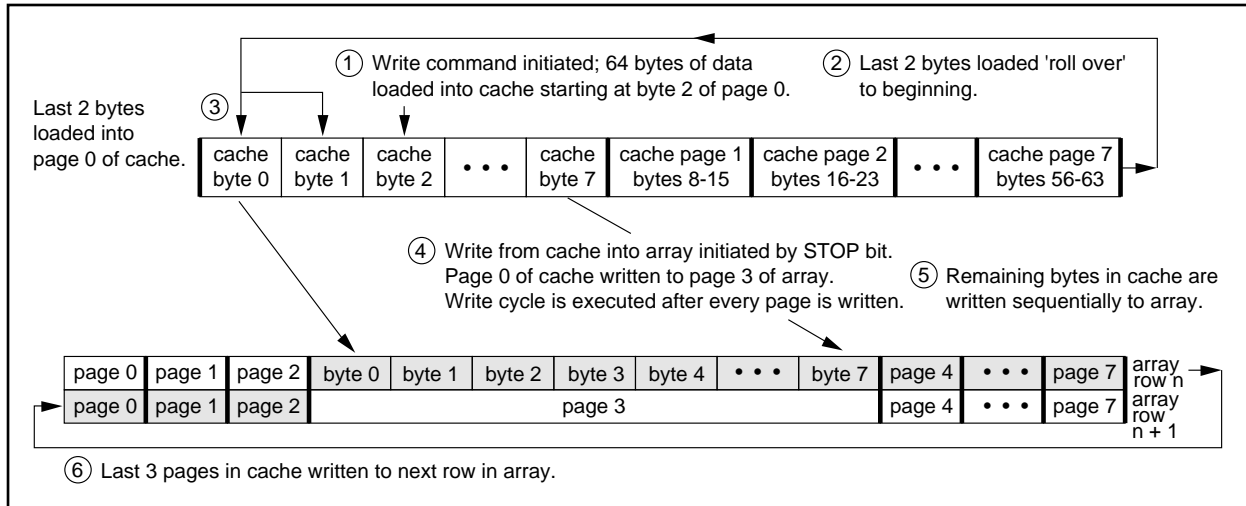 ① Write command initiated; 64 bytes of data
loaded into cache starting at byte 2 of page 0.
② Last 2 bytes loaded 'roll over'
to beginning.
③
Last 2 bytes
loaded into
page 0 of cache.
cache byte 0
cache byte 1
cache byte 2
• • •
cache byte 7
cache page 1 bytes 8-15
cache page 2 bytes 16-23
• • •
cache page 7 bytes 56-63
④ Write from cache into array initiated by STOP bit.
Page 0 of cache written to page 3 of array.
Write cycle is executed after every page is written.
⑤ Remaining bytes in cache are
written sequentially to array.
page 0 page 1 page 2 byte 0 byte 1 byte 2 byte 3 byte 4 • • • byte 7 page 4 • • • page 7 array row n
page 0 page 1 page 2 page 3 page 4 • • • page 7 array row n + 1
⑥ Last 3 pages in cache written to next row in array.